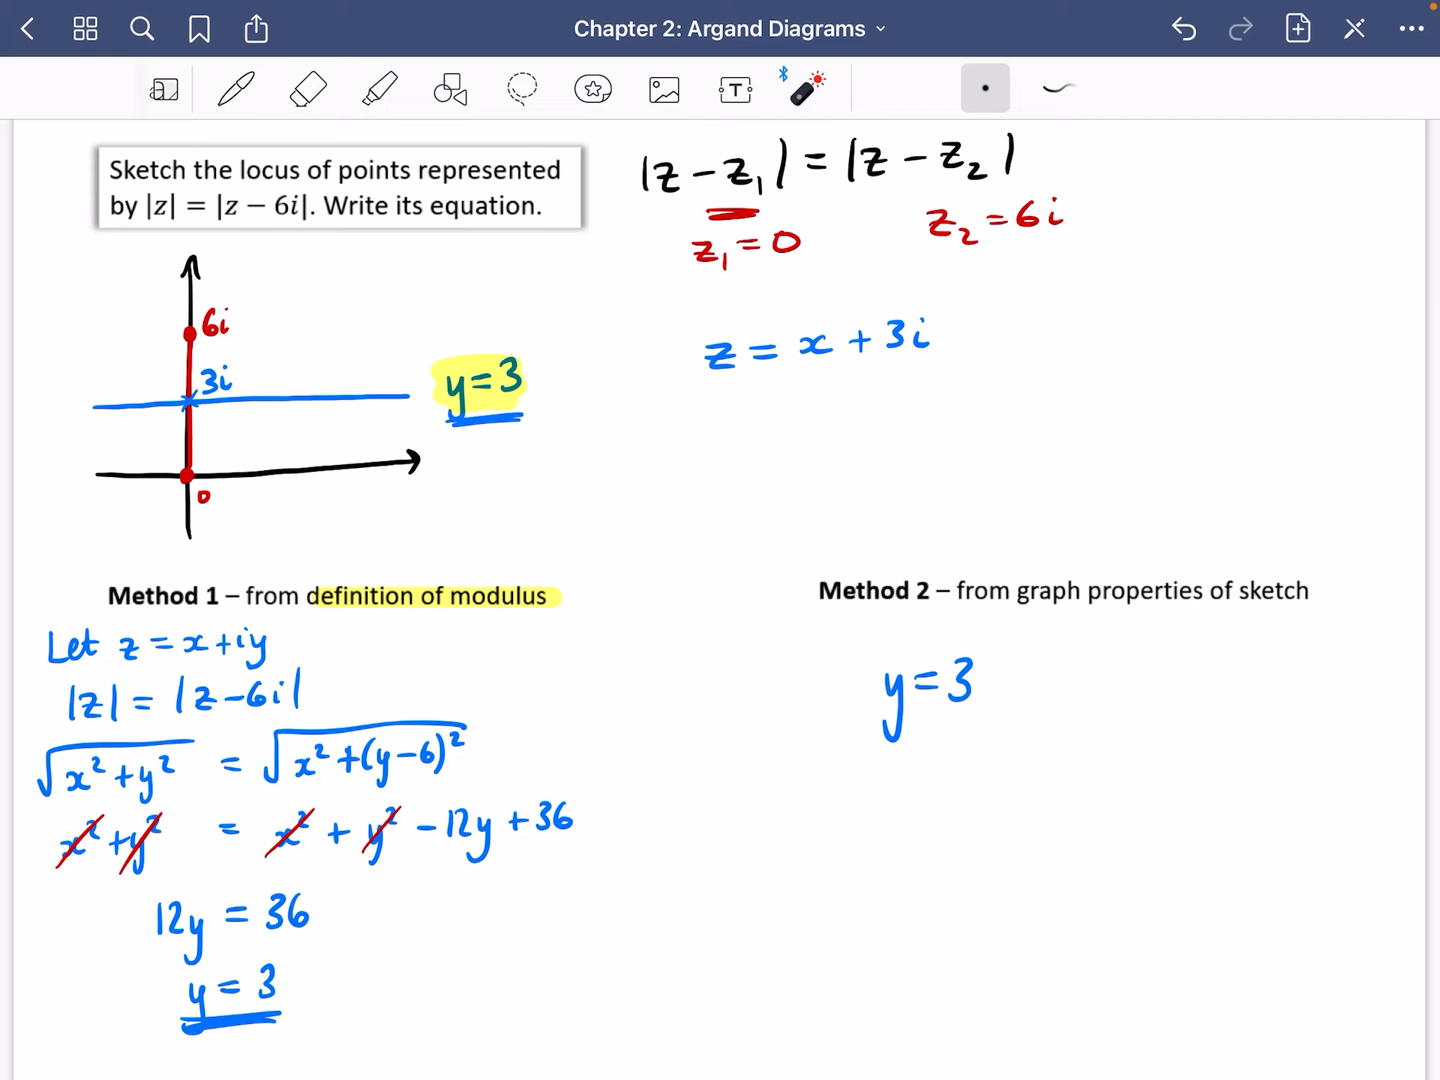 Chapter 2: Argand Diagrams
T
Sketch the locus of points represented
by |z| = |z − 6i|. Write its equation.
|z − z₁| = |z − z₂|
z₁ = 0
z₂ = 6i
6i
3i
0
y = 3
z = x + 3i
Method 1 – from definition of modulus
Let z = x + iy
|z| = |z − 6i|
√(x² + y²) = √(x² + (y − 6)²)
x² + y² = x² + y² − 12y + 36
12y = 36
y = 3
Method 2 – from graph properties of sketch
y = 3